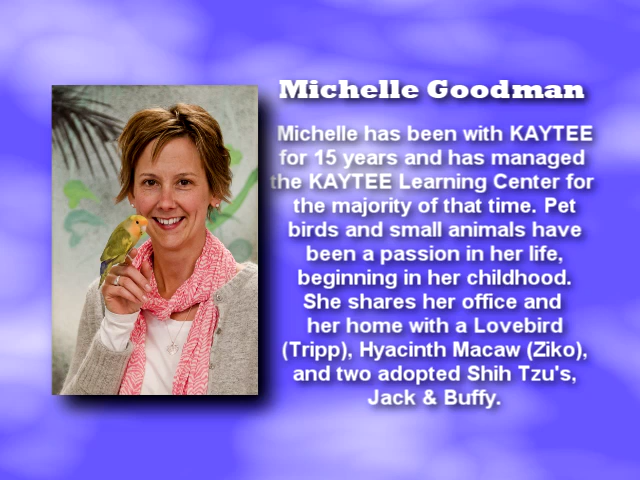 Michelle Goodman
Michelle has been with KAYTEE
for 15 years and has managed
the KAYTEE Learning Center for
the majority of that time. Pet
birds and small animals have
been a passion in her life,
beginning in her childhood.
She shares her office and
her home with a Lovebird
(Tripp), Hyacinth Macaw (Ziko),
and two adopted Shih Tzu's,
Jack & Buffy.